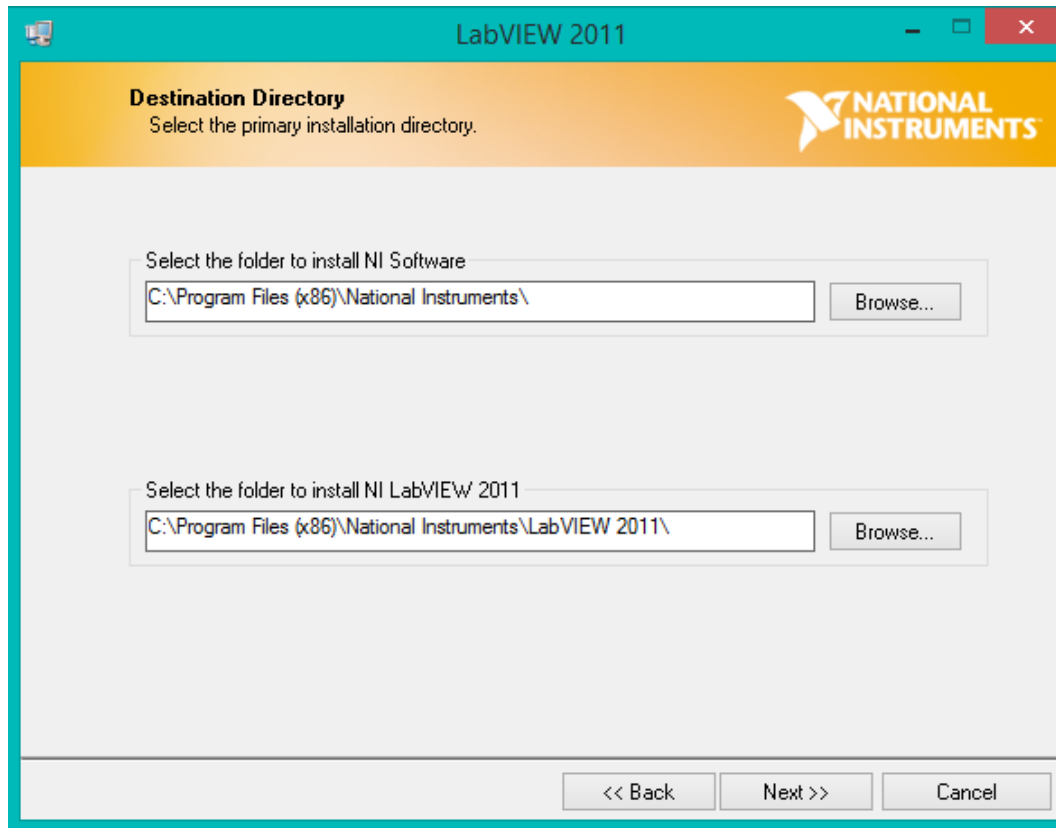 LabVIEW 2011
Destination Directory
Select the primary installation directory.
NATIONAL
INSTRUMENTS
Select the folder to install NI Software
C:\Program Files (x86)\National Instruments\
Browse...
Select the folder to install NI LabVIEW 2011
C:\Program Files (x86)\National Instruments\LabVIEW 2011\
Browse...
<< Back
Next >>
Cancel